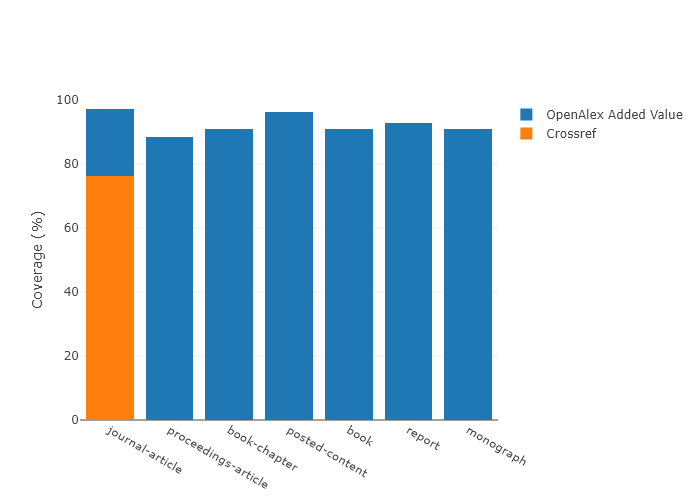 100
80
60
40
20
0
Coverage (%)
journal-article
proceedings-article
book-chapter
posted-content
book
report
monograph
OpenAlex Added Value
Crossref